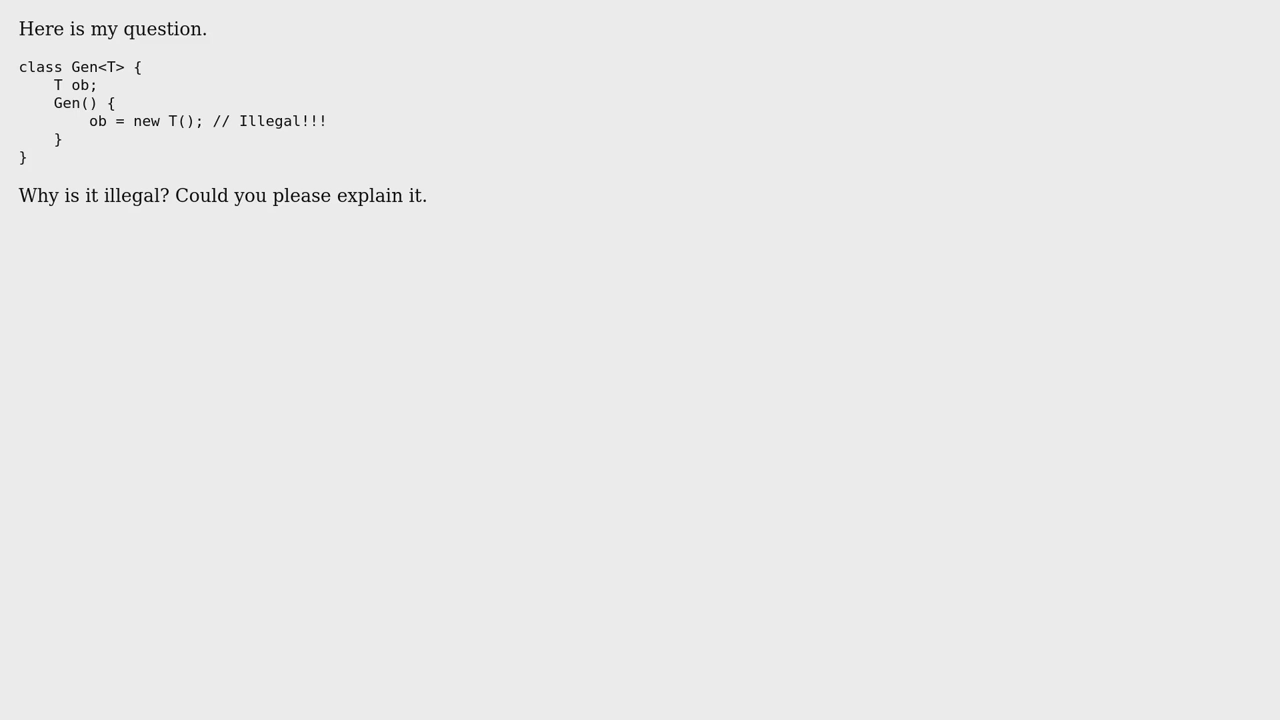 Here is my question.
class Gen<T> {
    T ob;
    Gen() {
        ob = new T(); // Illegal!!!
    }
}
Why is it illegal? Could you please explain it.